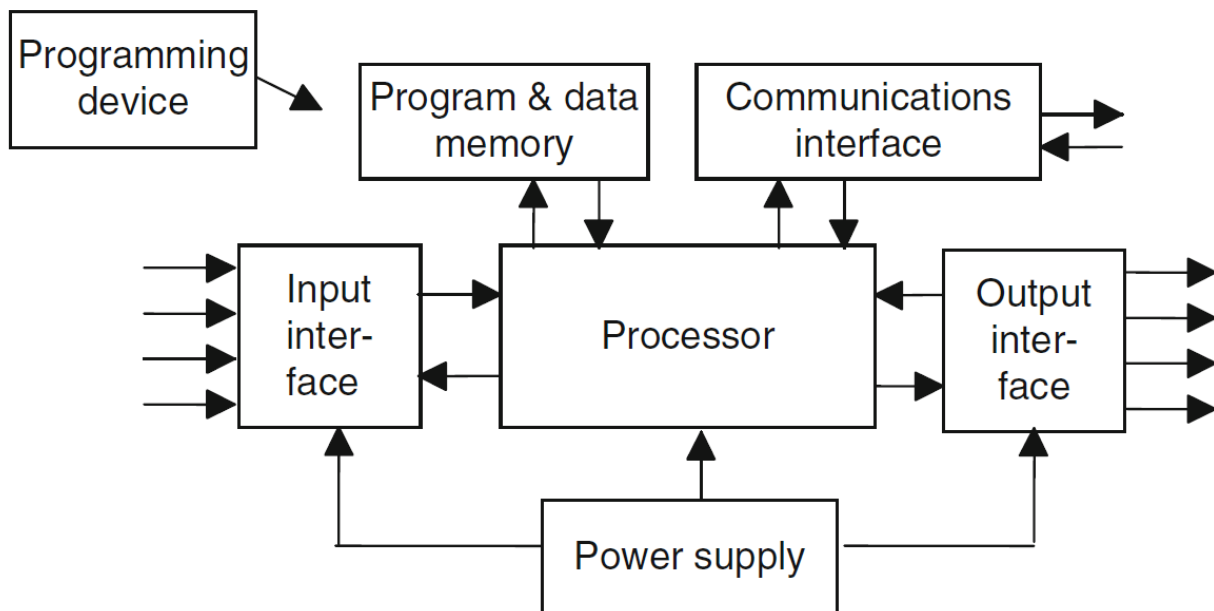 Programming
device
Program & data
memory
Communications
interface
Input
inter-
face
Processor
Output
inter-
face
Power supply